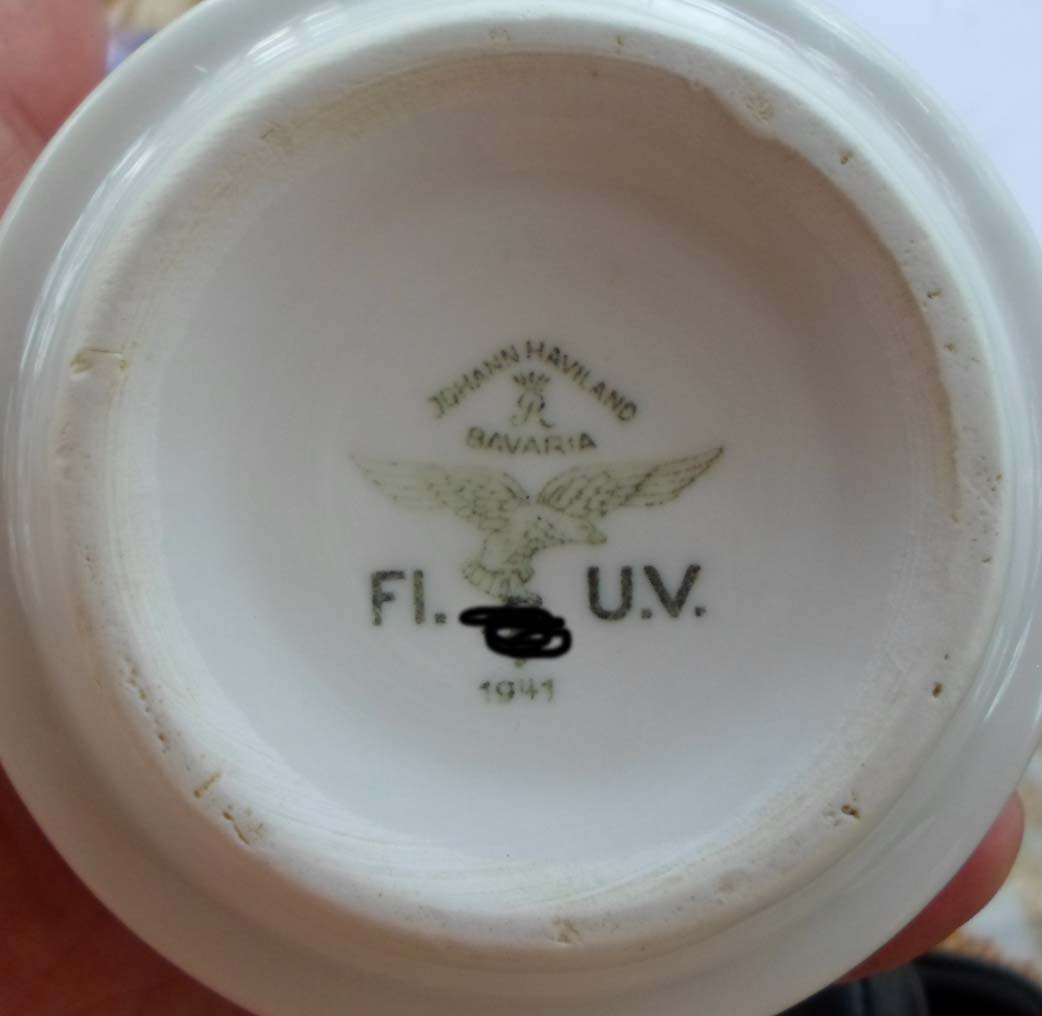 JOHANN HAVILAND
R
BAVARIA
Fl. U.V.
1941